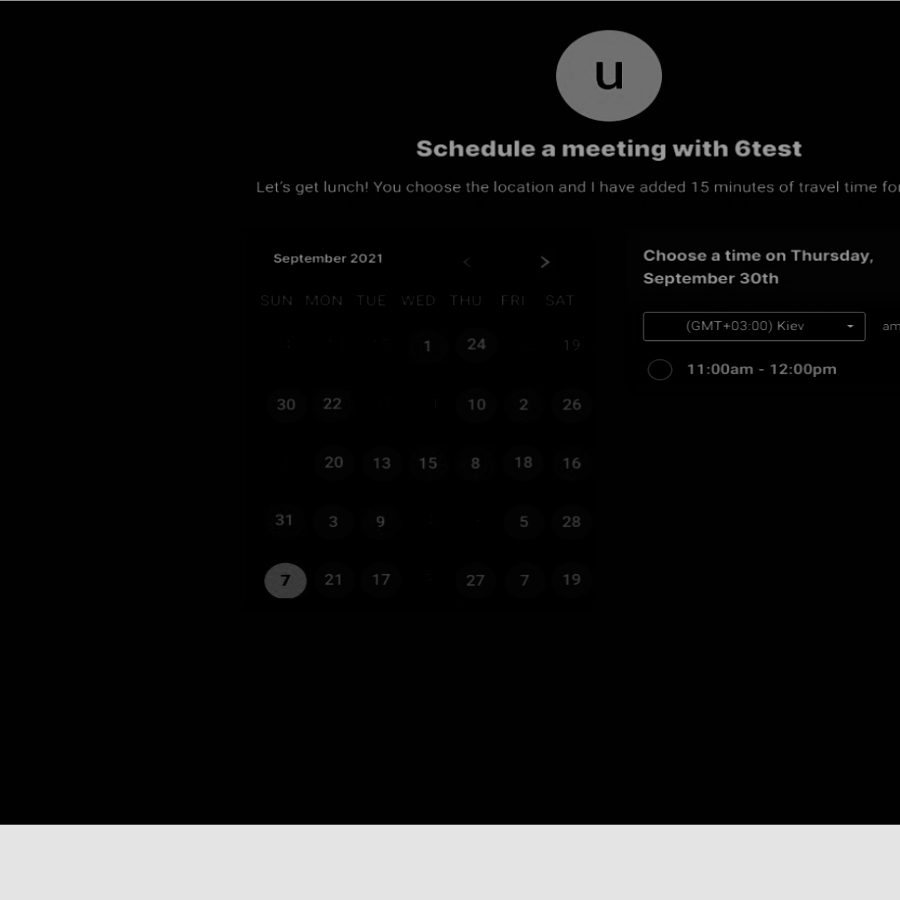 u
Schedule a meeting with 6test
Let's get lunch! You choose the location and I have added 15 minutes of travel time for
September 2021 < >
SUN MON TUE WED THU FRI SAT
1 24 19
30 22 10 2 26
20 13 15 8 18 16
31 3 9 5 28
7 21 17 27 7 19
Choose a time on Thursday,
September 30th
(GMT+03:00) Kiev am
11:00am - 12:00pm